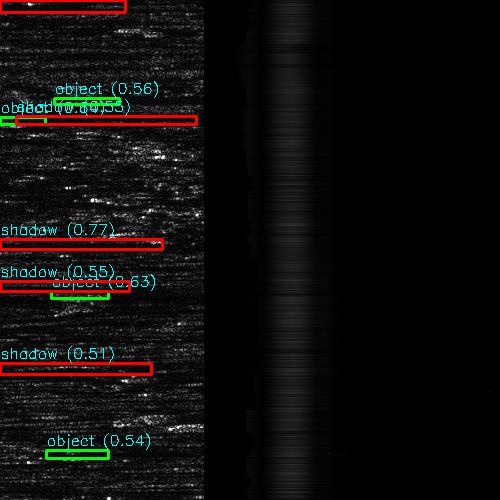 object (0.56)
shadow (0.77)
shadow (0.55)
object (0.63)
shadow (0.51)
object (0.54)